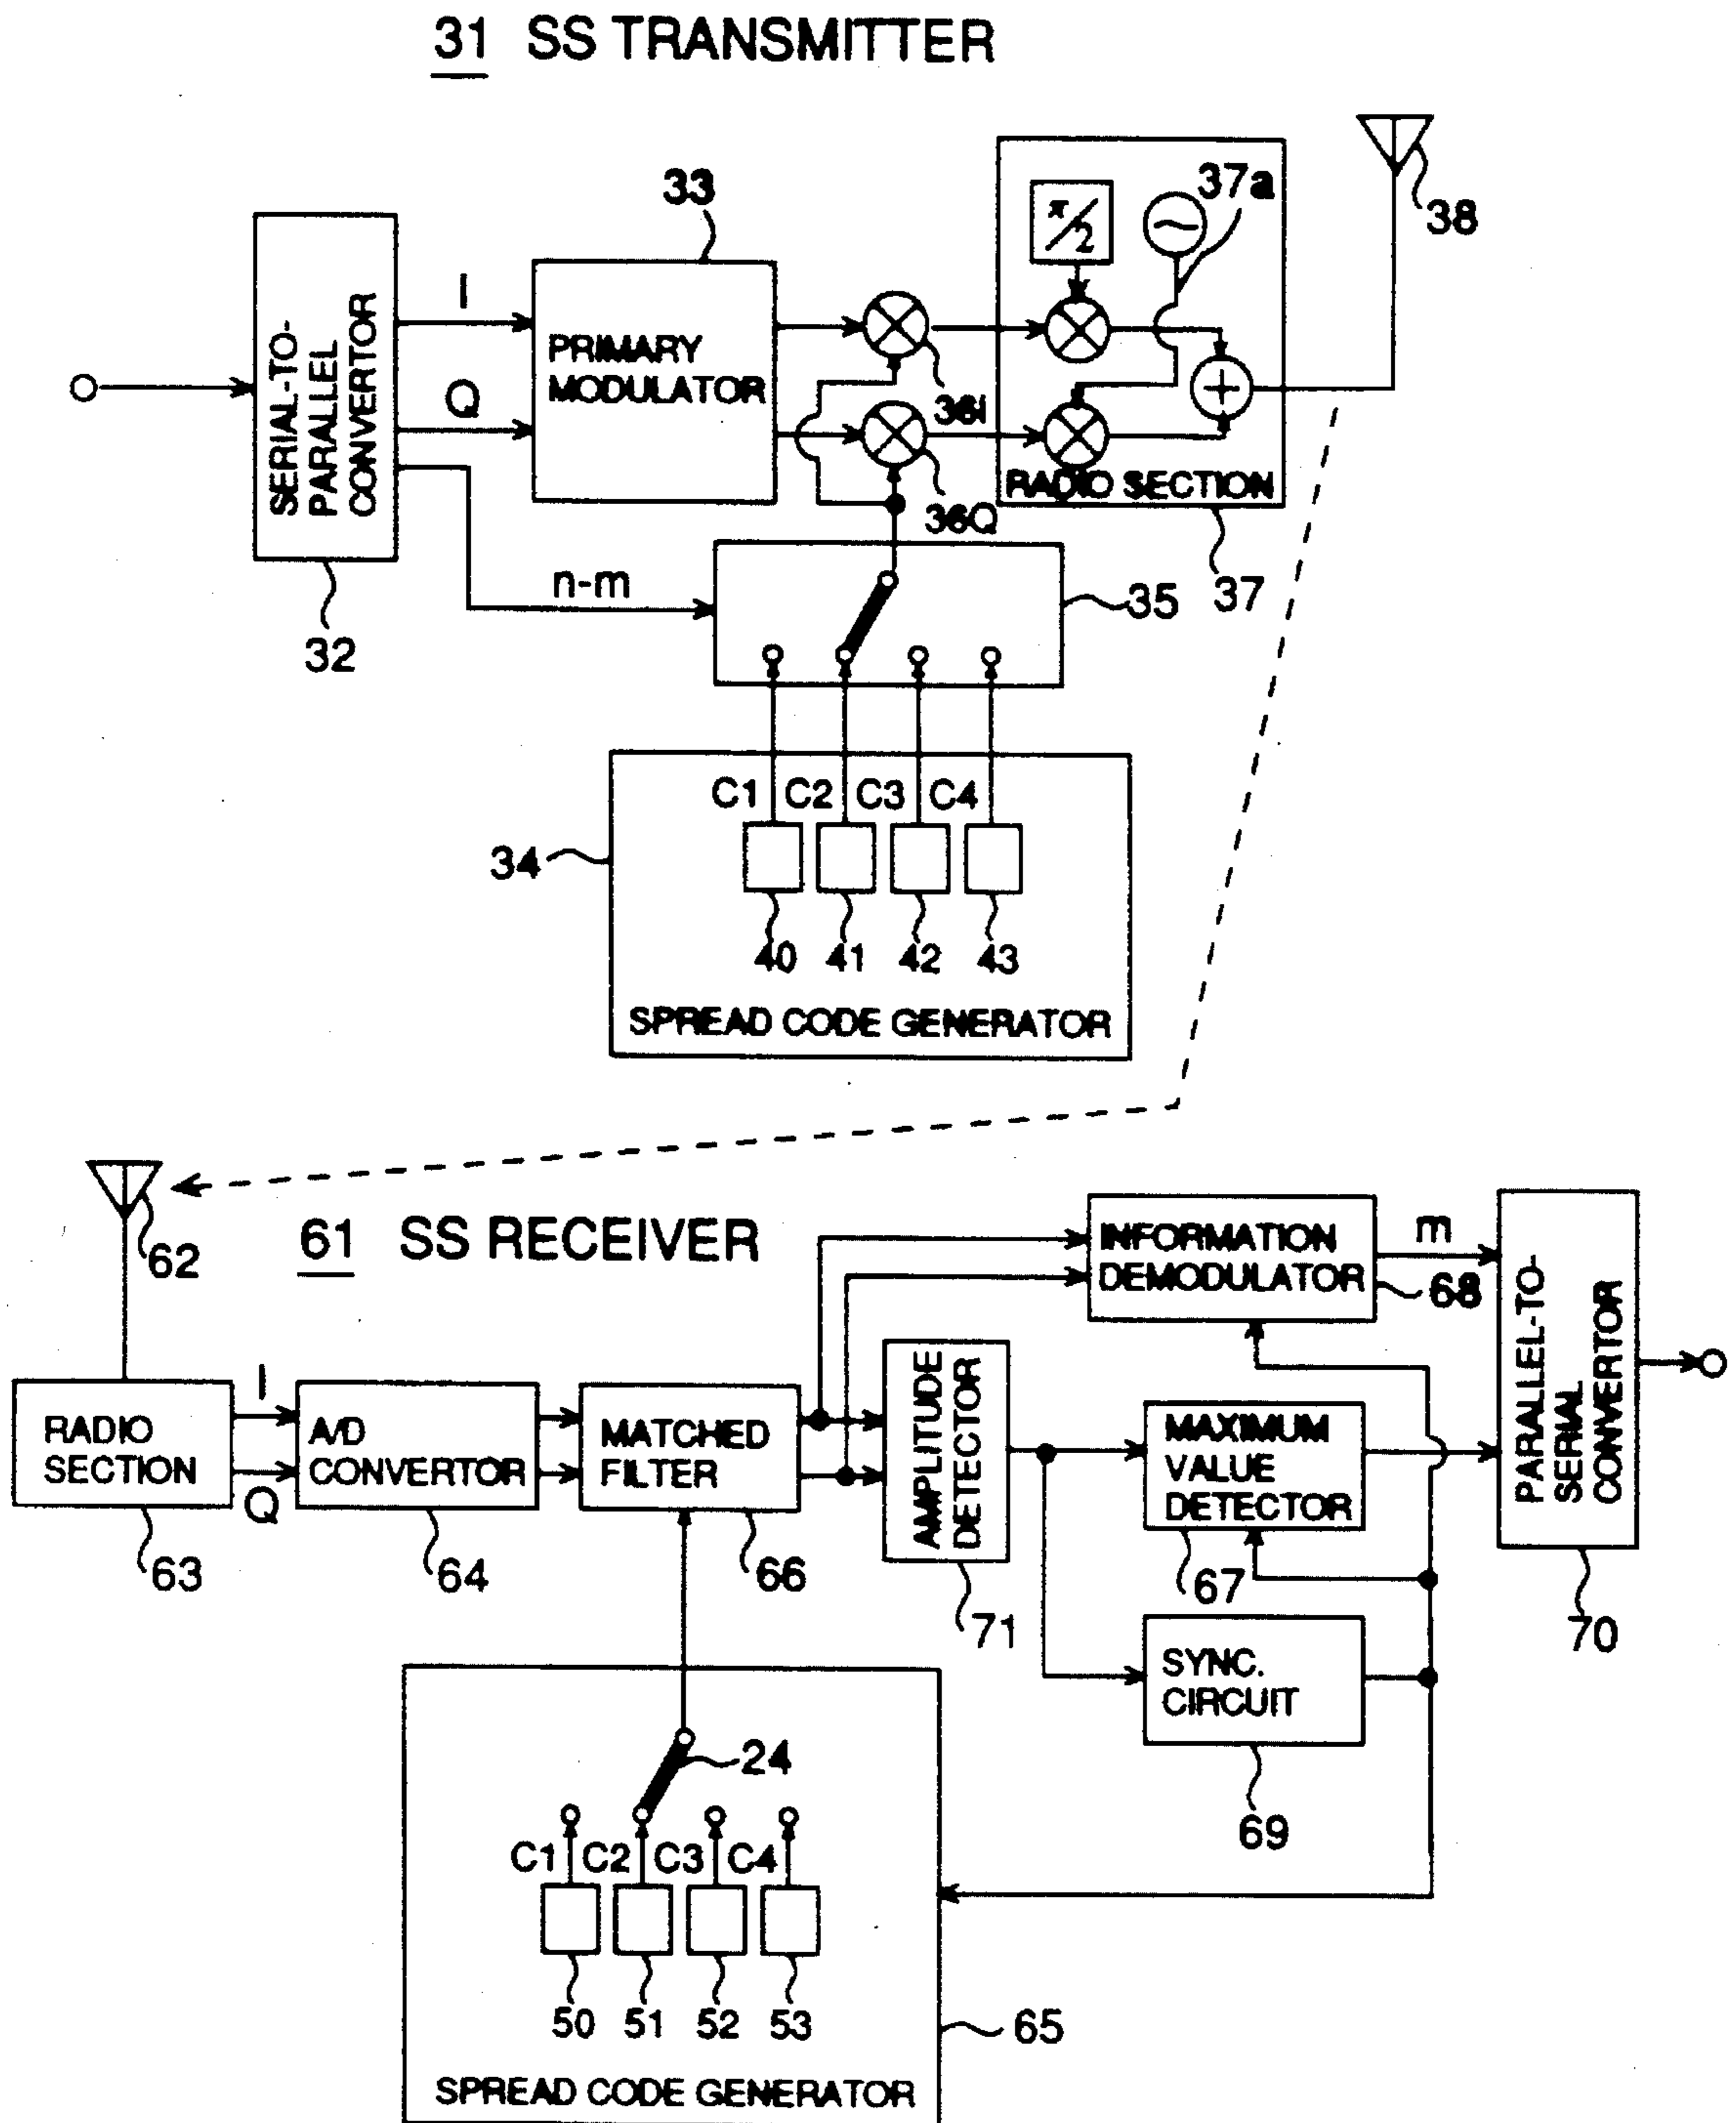 31 SS TRANSMITTER
38
37a
π/2
33
I
Q
SERIAL-TO-
PARALLEL
CONVERTOR
PRIMARY
MODULATOR
36I
36Q
RADIO SECTION
37
32
n-m
35
C1 C2 C3 C4
34
40 41 42 43
SPREAD CODE GENERATOR
62
61 SS RECEIVER
INFORMATION
DEMODULATOR
m
68
PARALLEL-TO-
SERIAL
CONVERTOR
RADIO
SECTION
I
Q
A/D
CONVERTOR
MATCHED
FILTER
AMPLITUDE
DETECTOR
MAXIMUM
VALUE
DETECTOR
63
64
66
71
67
70
SYNC.
CIRCUIT
69
24
C1 C2 C3 C4
50 51 52 53
65
SPREAD CODE GENERATOR